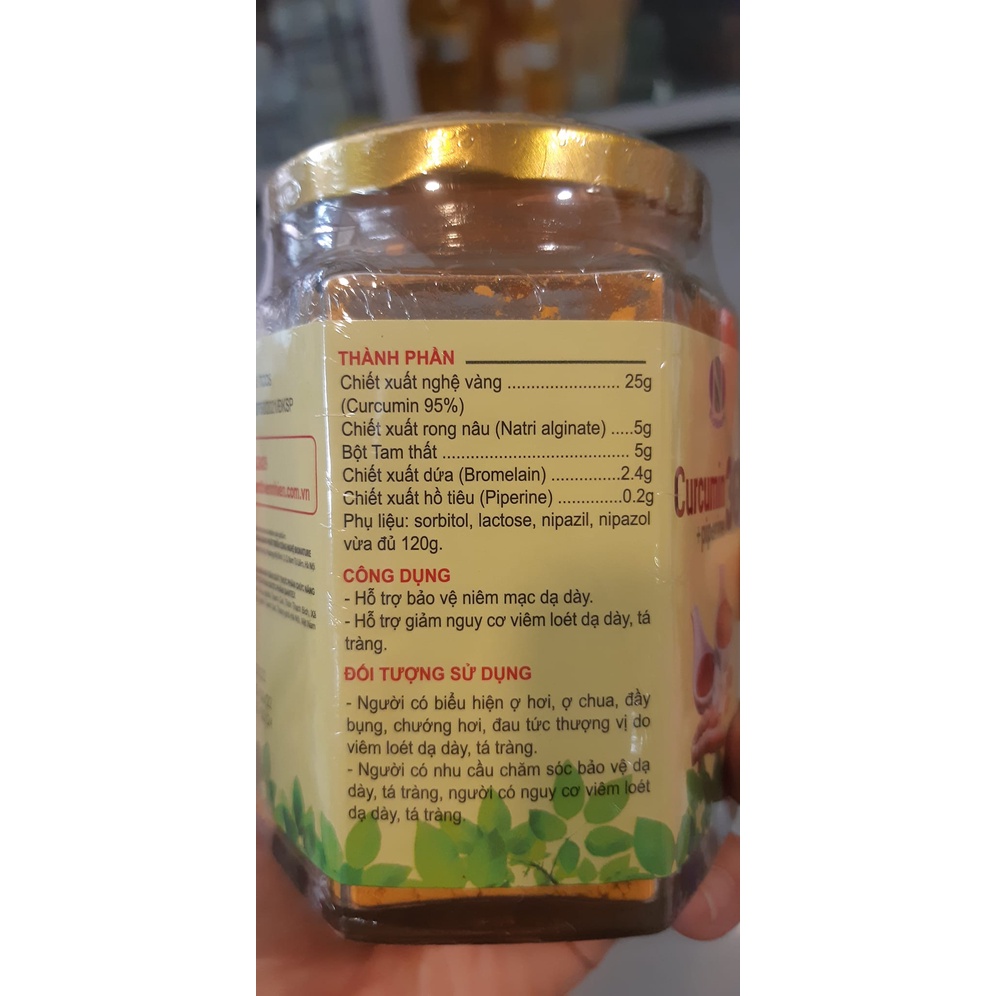 THÀNH PHẦN
Chiết xuất nghệ vàng ....................... 25g
(Curcumin 95%)
Chiết xuất rong nâu (Natri alginate) .....5g
Bột Tam thất ...................................... 5g
Chiết xuất dứa (Bromelain) ..............2.4g
Chiết xuất hồ tiêu (Piperine) .............0.2g
Phụ liệu: sorbitol, lactose, nipazil, nipazol
vừa đủ 120g.
CÔNG DỤNG
- Hỗ trợ bảo vệ niêm mạc dạ dày.
- Hỗ trợ giảm nguy cơ viêm loét dạ dày, tá
tràng.
ĐỐI TƯỢNG SỬ DỤNG
- Người có biểu hiện ợ hơi, ợ chua, đầy
bụng, chướng hơi, đau tức thượng vị do
viêm loét dạ dày, tá tràng.
- Người có nhu cầu chăm sóc bảo vệ dạ
dày, tá tràng, người có nguy cơ viêm loét
dạ dày, tá tràng.
Curcumin